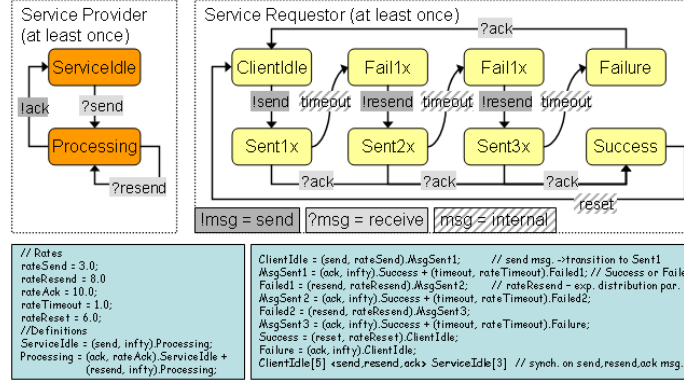 Service Provider
(at least once)
ServiceIdle
!ack
?send
Processing
?resend
Service Requestor (at least once)
?ack
ClientIdle
Fail1x
Fail1x
Failure
!send
timeout
!resend
timeout
!resend
timeout
Sent1x
Sent2x
Sent3x
Success
?ack
?ack
?ack
reset
!msg = send
?msg = receive
msg = internal
// Rates
rateSend = 3.0;
rateResend = 8.0
rateAck = 10.0;
rateTimeout = 1.0;
rateReset = 6.0;
//Definitions
ServiceIdle = (send, infty).Processing;
Processing = (ack, rateAck).ServiceIdle +
(resend, infty).Processing;
ClientIdle = (send, rateSend).MsgSent1; // send msg. ->transition to Sent1
MsgSent1 = (ack, infty).Success + (timeout, rateTimeout).Failed1; // Success or Faile
Failed1 = (resend, rateResend).MsgSent2; // rateResend - exp. distribution par.
MsgSent2 = (ack, infty).Success + (timeout, rateTimeout).Failed2;
Failed2 = (resend, rateResend).MsgSent3;
MsgSent3 = (ack, infty).Success + (timeout, rateTimeout).Failure;
Success = (reset, rateReset).ClientIdle;
Failure = (ack, infty).ClientIdle;
ClientIdle[5] <send,resend,ack> ServiceIdle[3] // synch. on send,resend,ack msg.